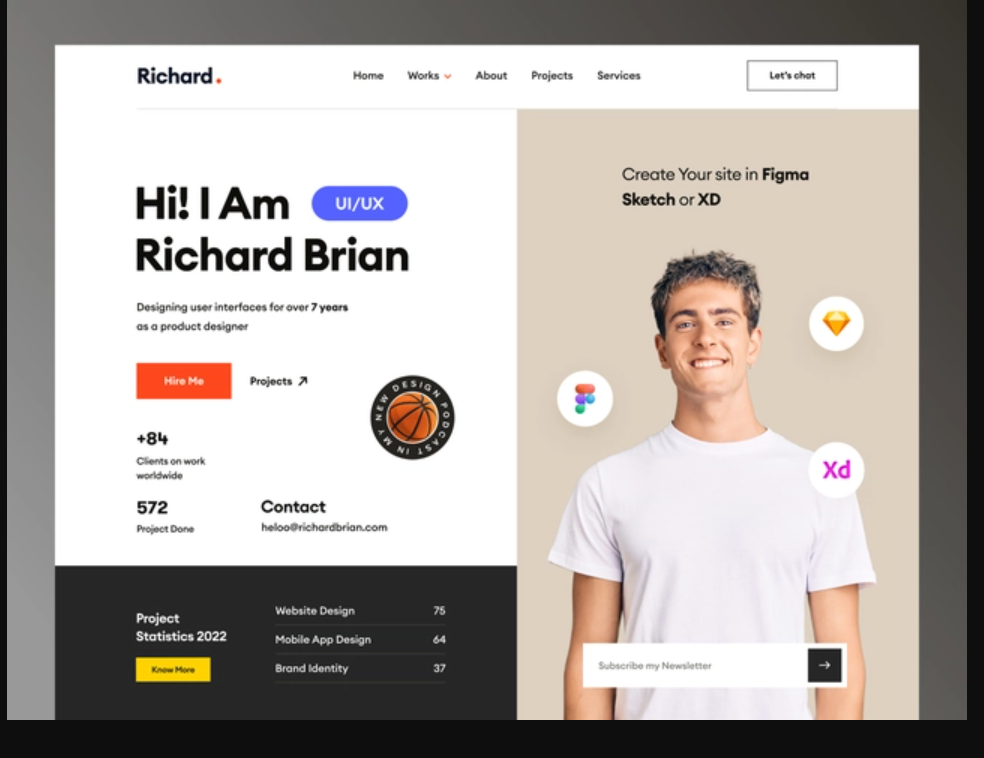 Richard.
Home Works About Projects Services
Let's chat
Hi! I Am UI/UX
Richard Brian
Designing user interfaces for over 7 years
as a product designer
Hire Me Projects
MY NEW DESIGN PODCAST IN
+84
Clients on work
worldwide
572
Project Done
Contact
heloo@richardbrian.com
Project
Statistics 2022
Know More
Website Design 75
Mobile App Design 64
Brand Identity 37
Create Your site in Figma
Sketch or XD
Xd
Subscribe my Newsletter